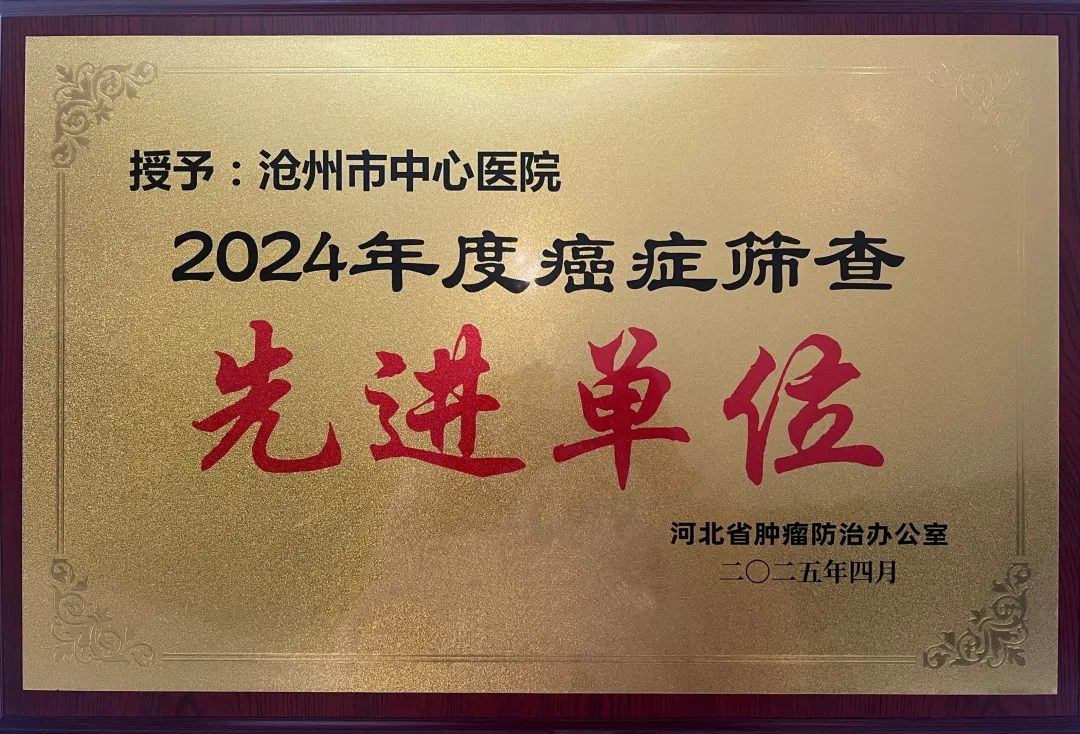 授予：沧州市中心医院
2024年度癌症筛查
先进单位
河北省肿瘤防治办公室
二〇二五年四月